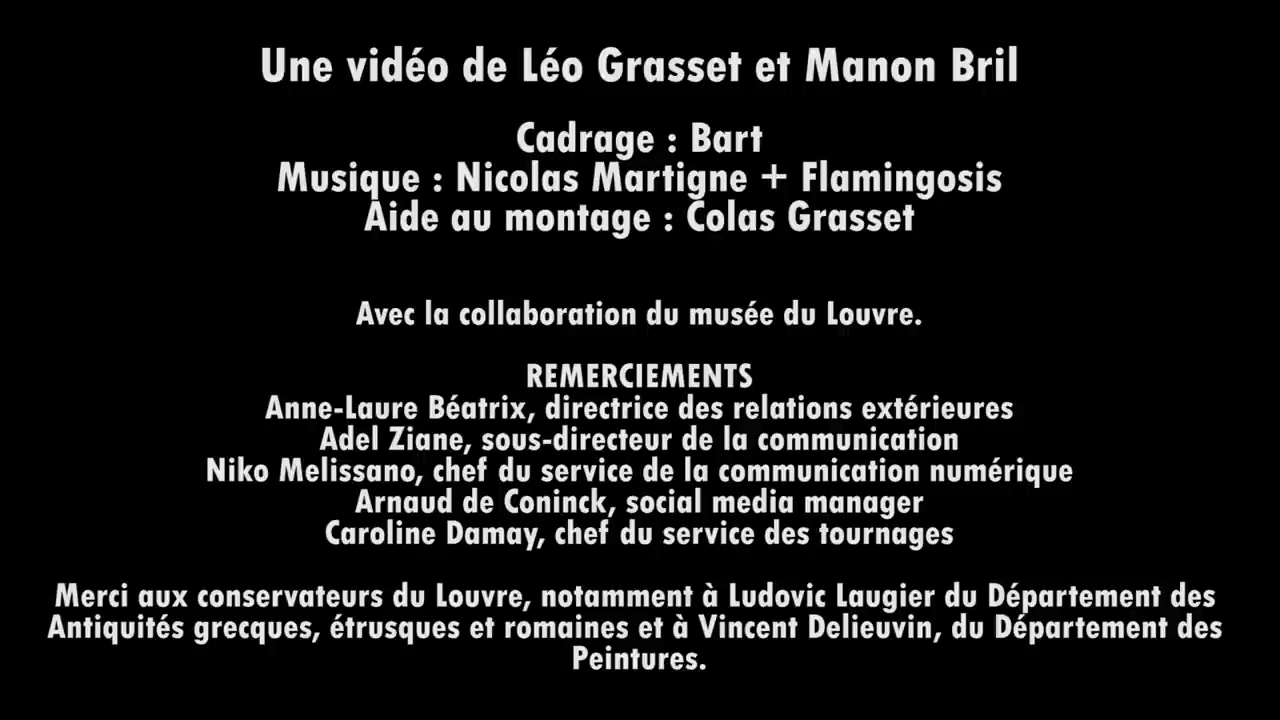 Une vidéo de Léo Grasset et Manon Bril
Cadrage : Bart
Musique : Nicolas Martigne + Flamingosis
Aide au montage : Colas Grasset
Avec la collaboration du musée du Louvre.
REMERCIEMENTS
Anne-Laure Béatrix, directrice des relations extérieures
Adel Ziane, sous-directeur de la communication
Niko Melissano, chef du service de la communication numérique
Arnaud de Coninck, social media manager
Caroline Damay, chef du service des tournages
Merci aux conservateurs du Louvre, notamment à Ludovic Laugier du Département des
Antiquités grecques, étrusques et romaines et à Vincent Delieuvin, du Département des
Peintures.